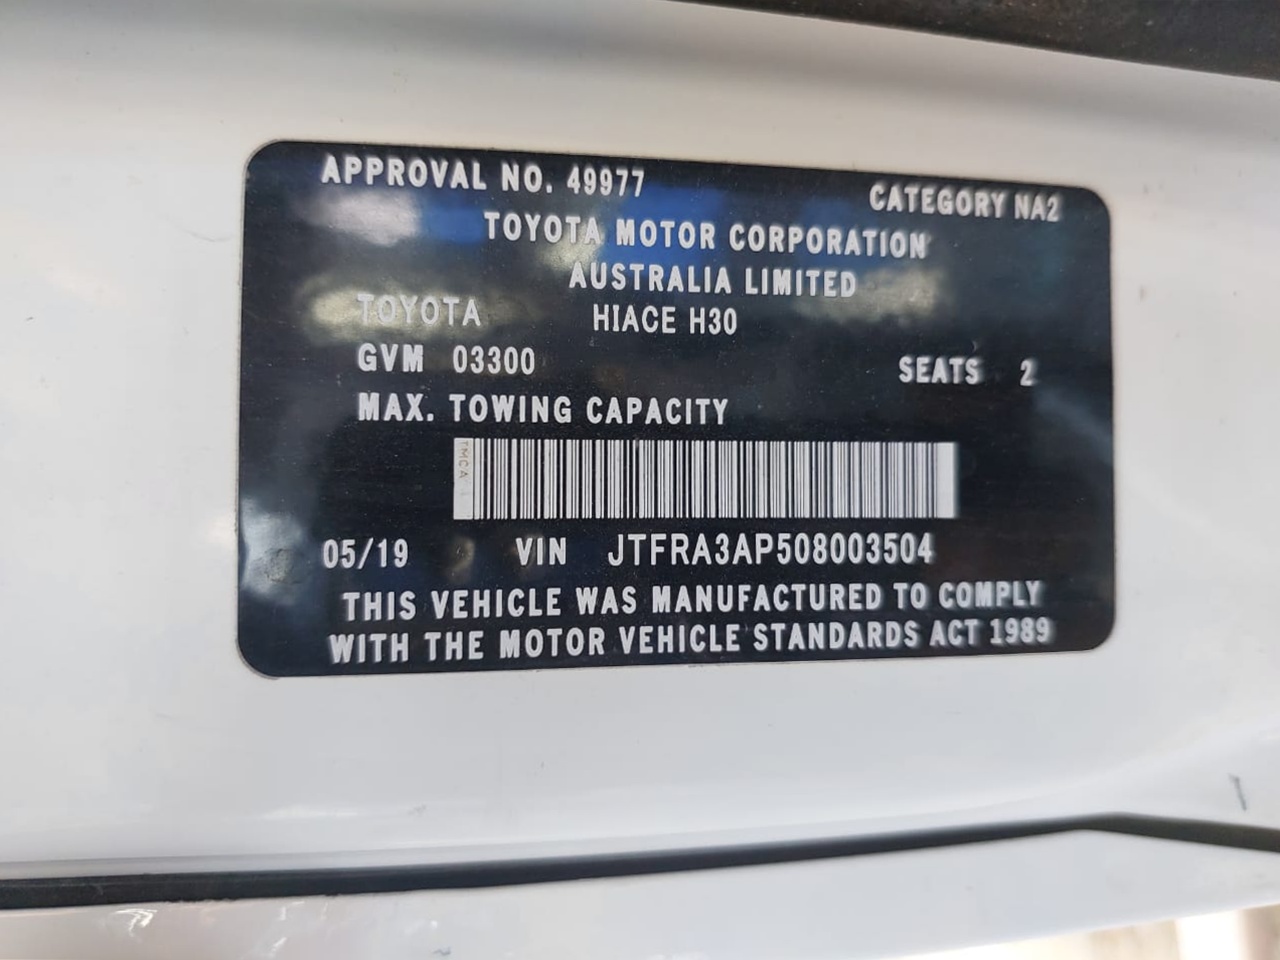 APPROVAL NO. 49977 CATEGORY NA2
TOYOTA MOTOR CORPORATION
AUSTRALIA LIMITED
TOYOTA HIACE H30
GVM 03300 SEATS 2
MAX. TOWING CAPACITY
TMCA
05/19 VIN JTFRA3AP508003504
THIS VEHICLE WAS MANUFACTURED TO COMPLY
WITH THE MOTOR VEHICLE STANDARDS ACT 1989